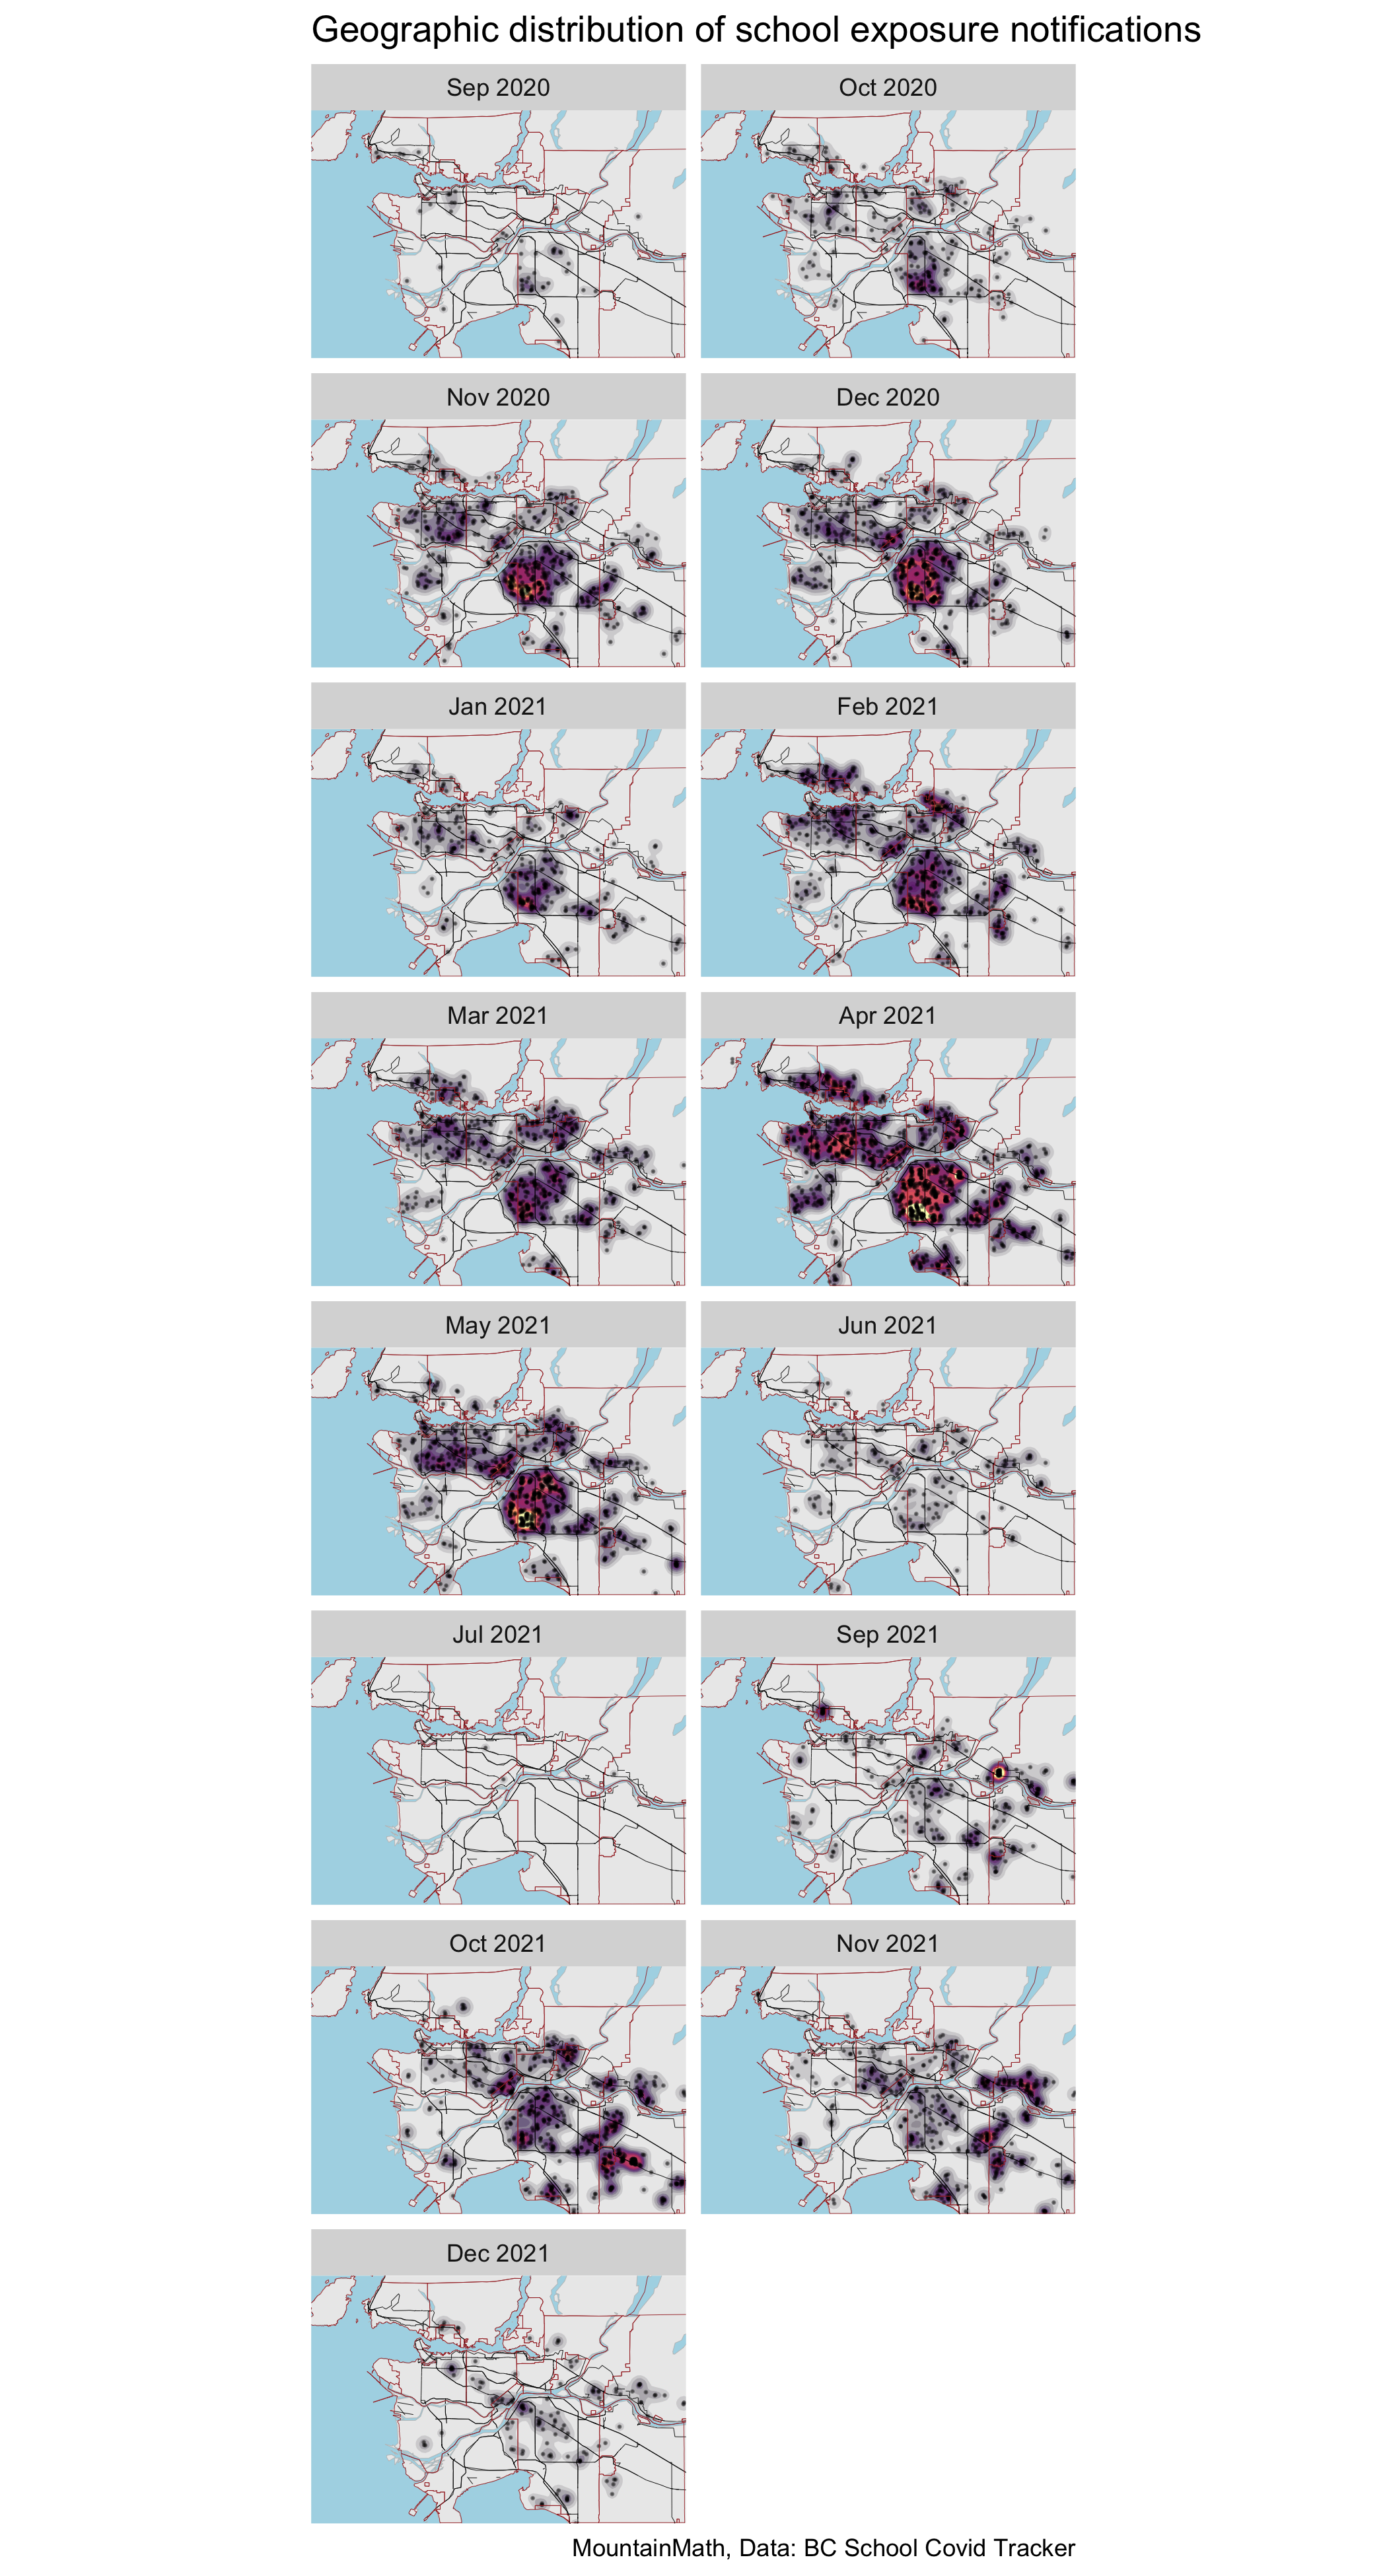 Geographic distribution of school exposure notifications
Sep 2020
Oct 2020
Nov 2020
Dec 2020
Jan 2021
Feb 2021
Mar 2021
Apr 2021
May 2021
Jun 2021
Jul 2021
Sep 2021
Oct 2021
Nov 2021
Dec 2021
MountainMath, Data: BC School Covid Tracker